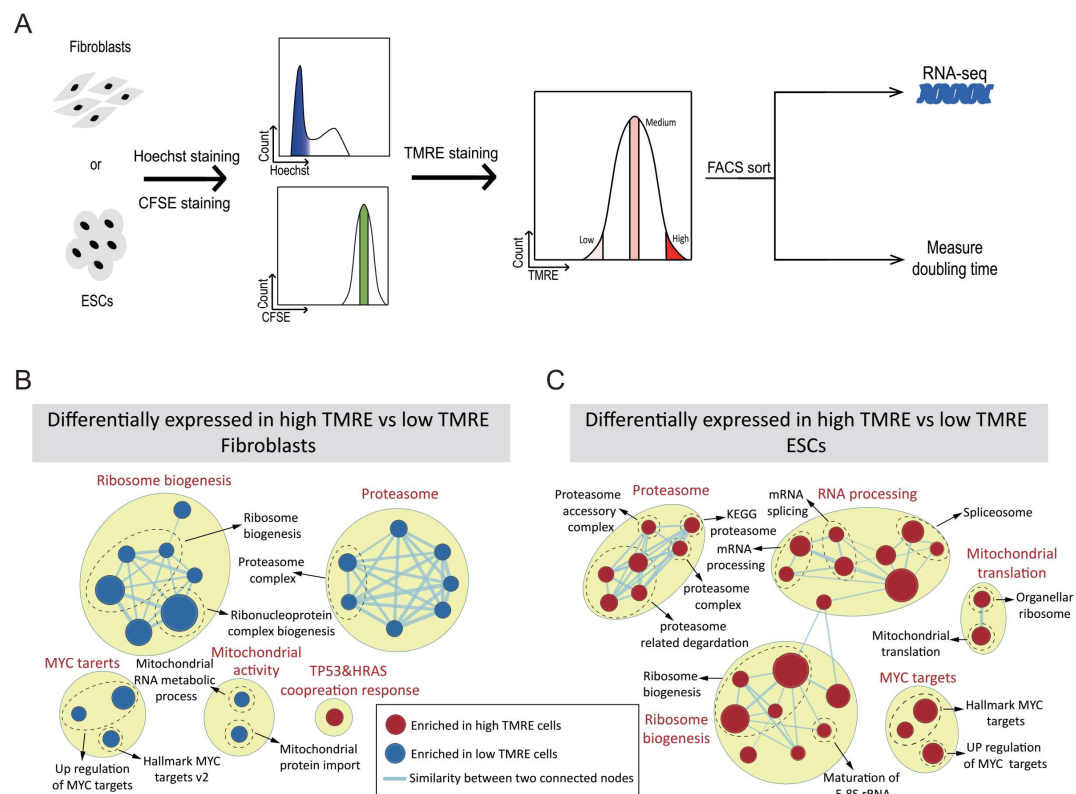 A
Fibroblasts
or
ESCs
Hoechst staining
CFSE staining
Count
Hoechst
Count
CFSE
TMRE staining
Count
TMRE
Low
Medium
High
FACS sort
RNA-seq
Measure
doubling time
B
Differentially expressed in high TMRE vs low TMRE
Fibroblasts
Ribosome biogenesis
Proteasome
Ribosome
biogenesis
Proteasome
complex
Ribonucleoprotein
complex biogenesis
MYC tarerts
Mitochondrial
RNA metabolic
process
Mitochondrial
activity
TP53&HRAS
coopreation response
Up regulation
of MYC targets
Hallmark MYC
targets v2
Mitochondrial
protein import
Enriched in high TMRE cells
Enriched in low TMRE cells
Similarity between two connected nodes
C
Differentially expressed in high TMRE vs low TMRE
ESCs
Proteasome
accessory
complex
Proteasome
KEGG
proteasome
proteasome
complex
proteasome
related degardation
mRNA
splicing
RNA processing
Spliceosome
mRNA
processing
Mitochondrial
translation
Organellar
ribosome
Mitochondrial
translation
Ribosome
biogenesis
Ribosome
biogenesis
Maturation of
5.8S rRNA
MYC targets
Hallmark MYC
targets
UP regulation
of MYC targets